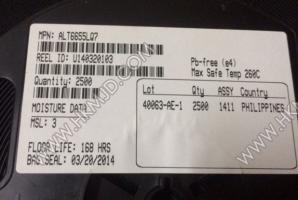 MPN: ALT6655LQ7
REEL ID: U140320103
Quantity: 2500
Pb-free (e4)
Max Safe Temp 260C
Lot Qty ASSY Country
40063-AE-1 2500 1411 PHILIPPINES
MOISTURE DATA
MSL: 3
FLOOR LIFE: 168 HRS
BAG SEAL: 03/20/2014